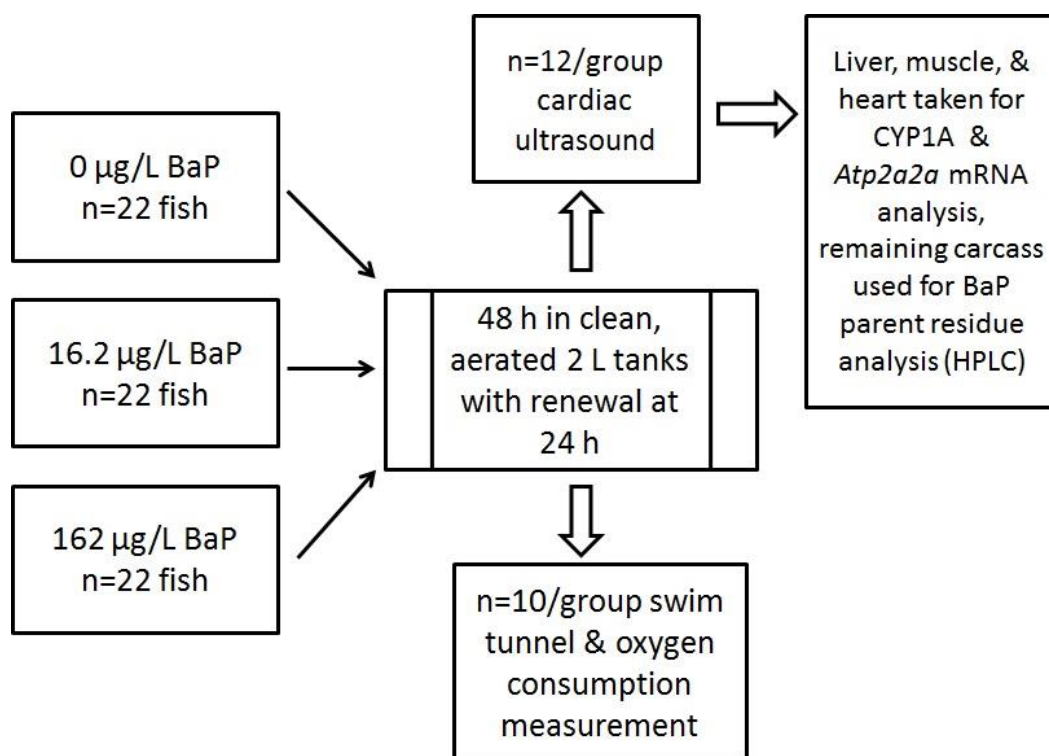 0 µg/L BaP
n=22 fish
16.2 µg/L BaP
n=22 fish
162 µg/L BaP
n=22 fish
48 h in clean,
aerated 2 L tanks
with renewal at
24 h
n=12/group
cardiac
ultrasound
Liver, muscle, &
heart taken for
CYP1A &
Atp2a2a mRNA
analysis,
remaining carcass
used for BaP
parent residue
analysis (HPLC)
n=10/group swim
tunnel & oxygen
consumption
measurement